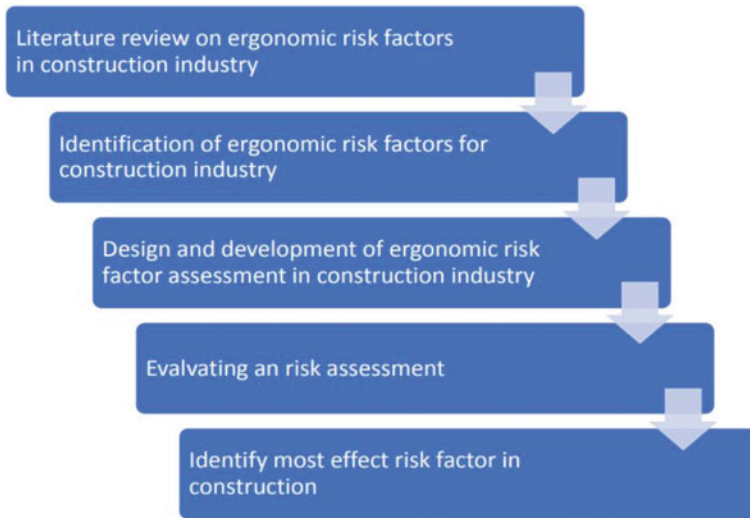 Literature review on ergonomic risk factors
in construction industry
Identification of ergonomic risk factors for
construction industry
Design and development of ergonomic risk
factor assessment in construction industry
Evalvating an risk assessment
Identify most effect risk factor in
construction